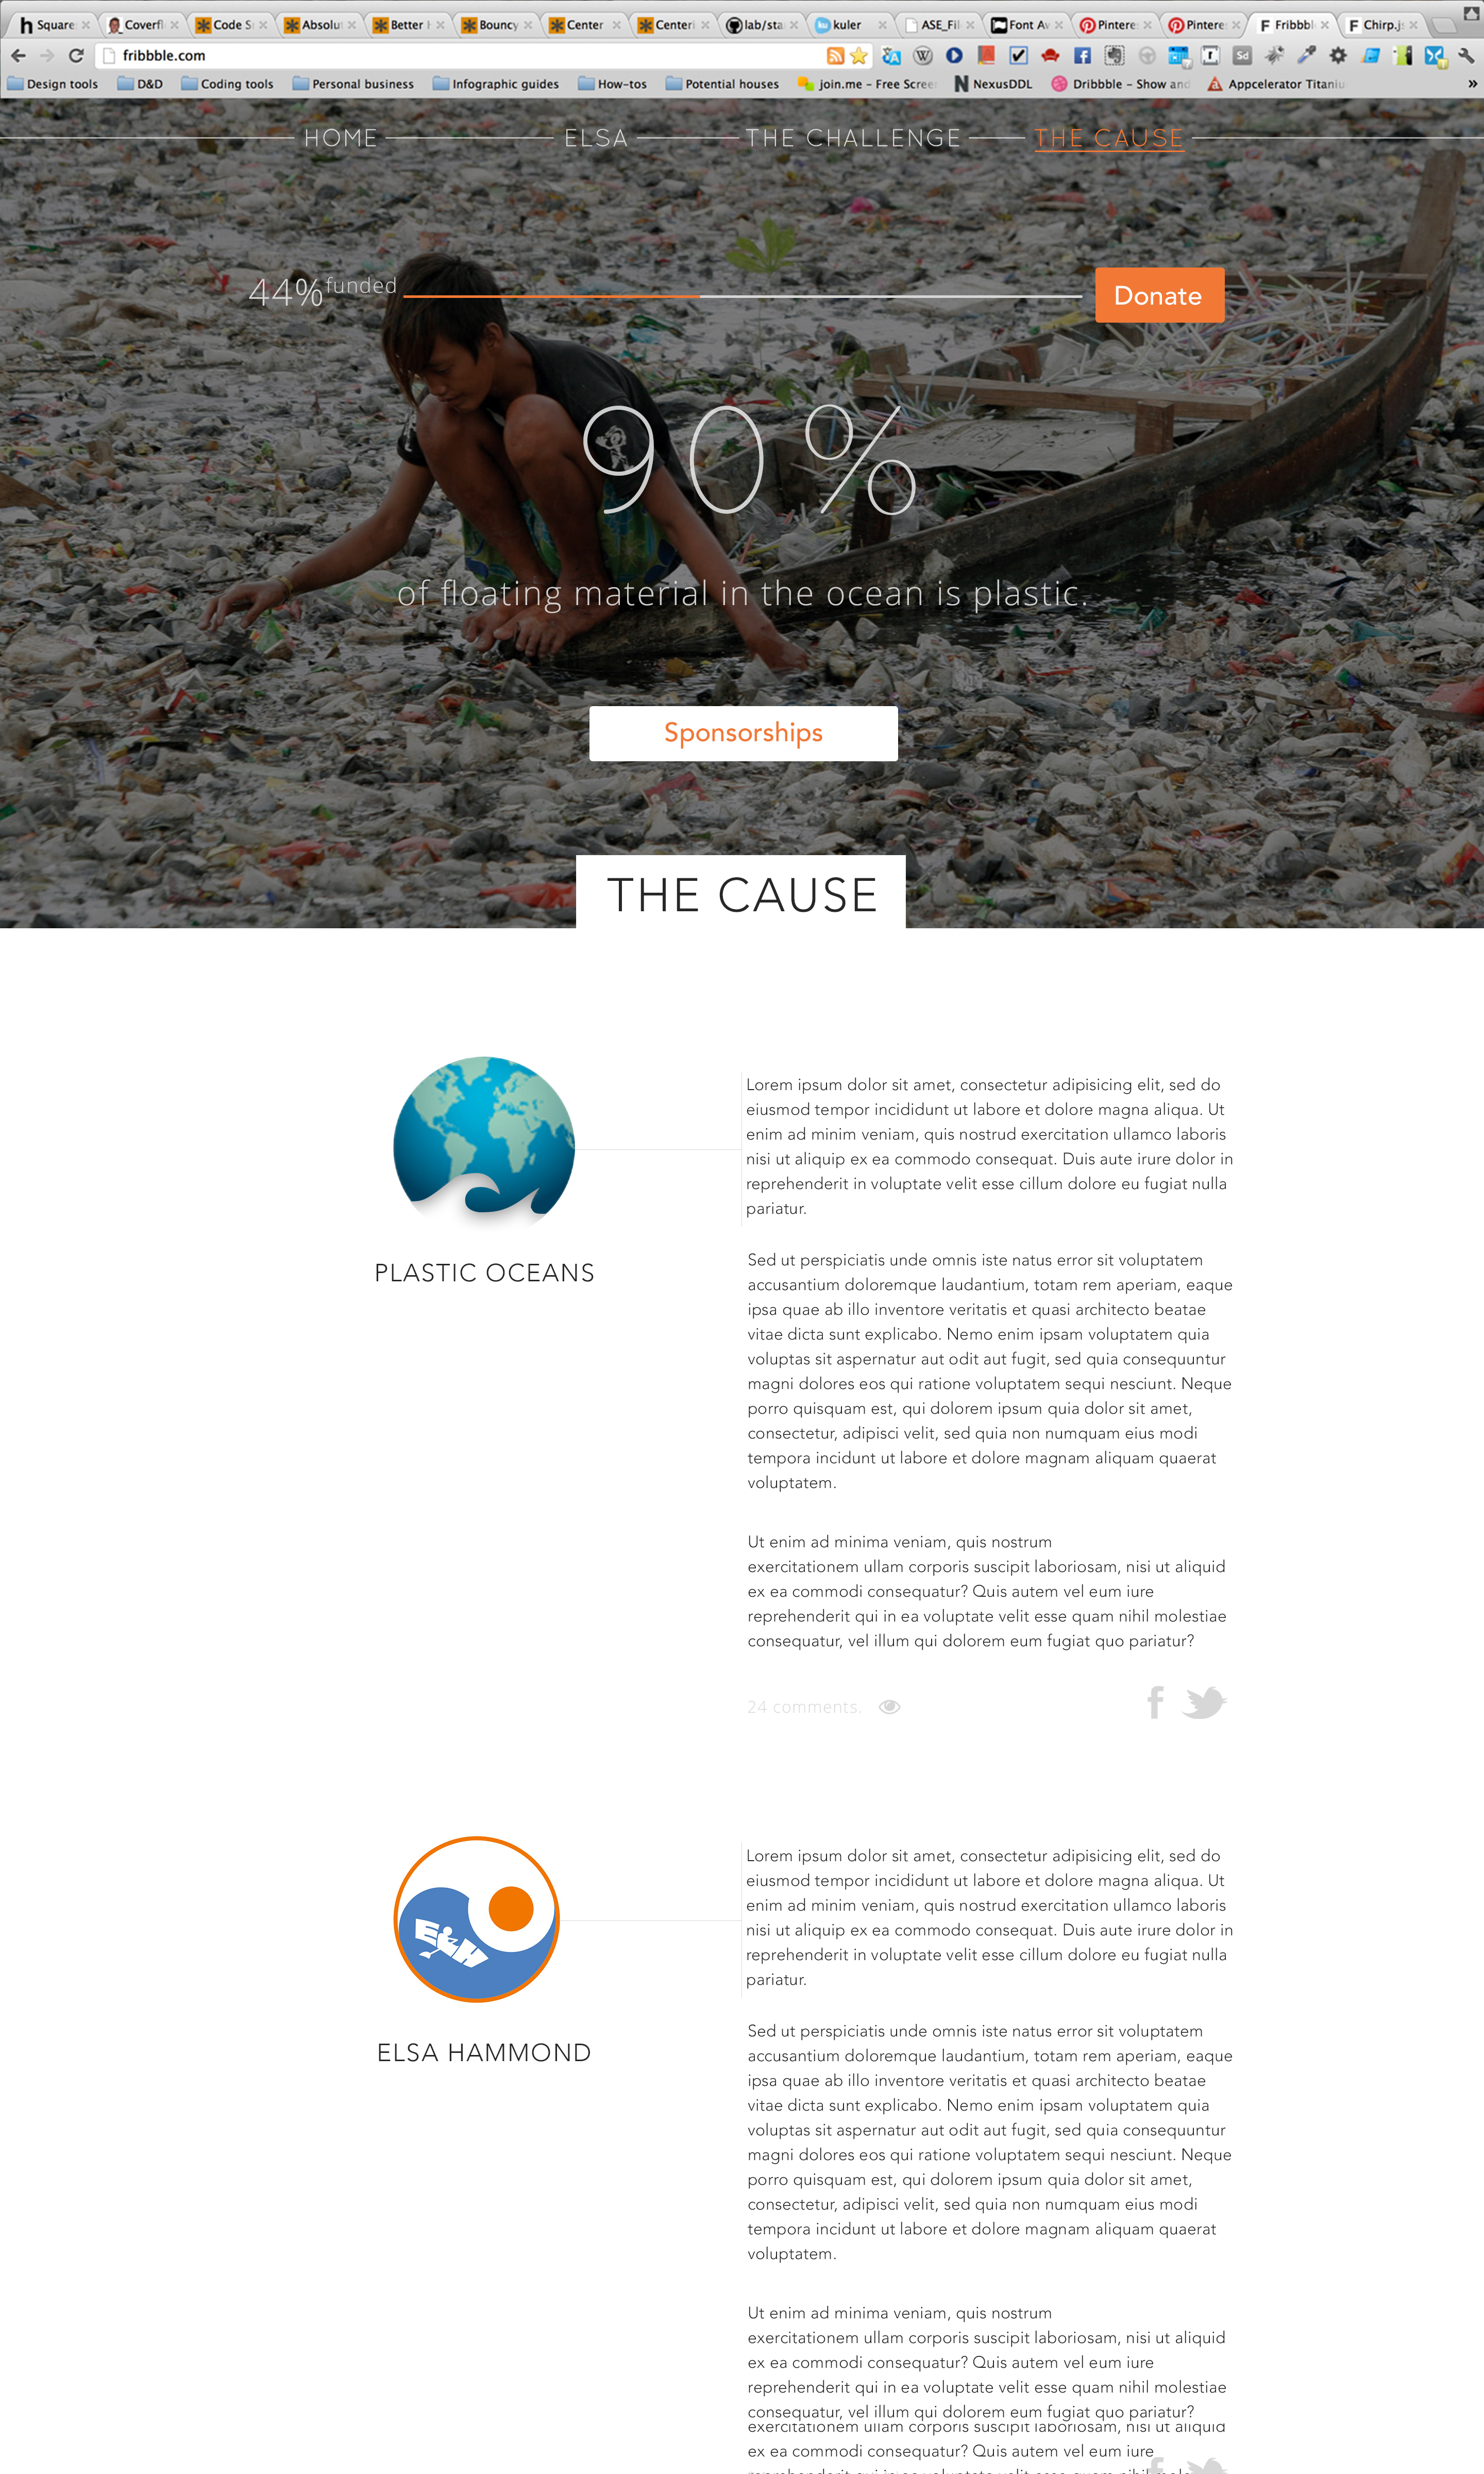 Square
Coverfl
Code S
Absolut
Better
Bouncy
Center
Centeri
lab/sta
kuler
ASE_Fil
Font Aw
Pinteres
Pinteres
Fribbbl
Chirp.js
fribbble.com
Design tools
D&D
Coding tools
Personal business
Infographic guides
How-tos
Potential houses
join.me – Free Screen
NexusDDL
Dribbble – Show and
Appcelerator Titaniu
»
HOME
ELSA
THE CHALLENGE
THE CAUSE
44% funded
Donate
90%
of floating material in the ocean is plastic.
Sponsorships
THE CAUSE
Lorem ipsum dolor sit amet, consectetur adipisicing elit, sed do
eiusmod tempor incididunt ut labore et dolore magna aliqua. Ut
enim ad minim veniam, quis nostrud exercitation ullamco laboris
nisi ut aliquip ex ea commodo consequat. Duis aute irure dolor in
reprehenderit in voluptate velit esse cillum dolore eu fugiat nulla
pariatur.
PLASTIC OCEANS
Sed ut perspiciatis unde omnis iste natus error sit voluptatem
accusantium doloremque laudantium, totam rem aperiam, eaque
ipsa quae ab illo inventore veritatis et quasi architecto beatae
vitae dicta sunt explicabo. Nemo enim ipsam voluptatem quia
voluptas sit aspernatur aut odit aut fugit, sed quia consequuntur
magni dolores eos qui ratione voluptatem sequi nesciunt. Neque
porro quisquam est, qui dolorem ipsum quia dolor sit amet,
consectetur, adipisci velit, sed quia non numquam eius modi
tempora incidunt ut labore et dolore magnam aliquam quaerat
voluptatem.
Ut enim ad minima veniam, quis nostrum
exercitationem ullam corporis suscipit laboriosam, nisi ut aliquid
ex ea commodi consequatur? Quis autem vel eum iure
reprehenderit qui in ea voluptate velit esse quam nihil molestiae
consequatur, vel illum qui dolorem eum fugiat quo pariatur?
24 comments.
Lorem ipsum dolor sit amet, consectetur adipisicing elit, sed do
eiusmod tempor incididunt ut labore et dolore magna aliqua. Ut
enim ad minim veniam, quis nostrud exercitation ullamco laboris
nisi ut aliquip ex ea commodo consequat. Duis aute irure dolor in
reprehenderit in voluptate velit esse cillum dolore eu fugiat nulla
pariatur.
ELH
ELSA HAMMOND
Sed ut perspiciatis unde omnis iste natus error sit voluptatem
accusantium doloremque laudantium, totam rem aperiam, eaque
ipsa quae ab illo inventore veritatis et quasi architecto beatae
vitae dicta sunt explicabo. Nemo enim ipsam voluptatem quia
voluptas sit aspernatur aut odit aut fugit, sed quia consequuntur
magni dolores eos qui ratione voluptatem sequi nesciunt. Neque
porro quisquam est, qui dolorem ipsum quia dolor sit amet,
consectetur, adipisci velit, sed quia non numquam eius modi
tempora incidunt ut labore et dolore magnam aliquam quaerat
voluptatem.
Ut enim ad minima veniam, quis nostrum
exercitationem ullam corporis suscipit laboriosam, nisi ut aliquid
ex ea commodi consequatur? Quis autem vel eum iure
reprehenderit qui in ea voluptate velit esse quam nihil molestiae
consequatur, vel illum qui dolorem eum fugiat quo pariatur?
exercitationem ullam corporis suscipit laboriosam, nisi ut aliquid
ex ea commodi consequatur? Quis autem vel eum iure